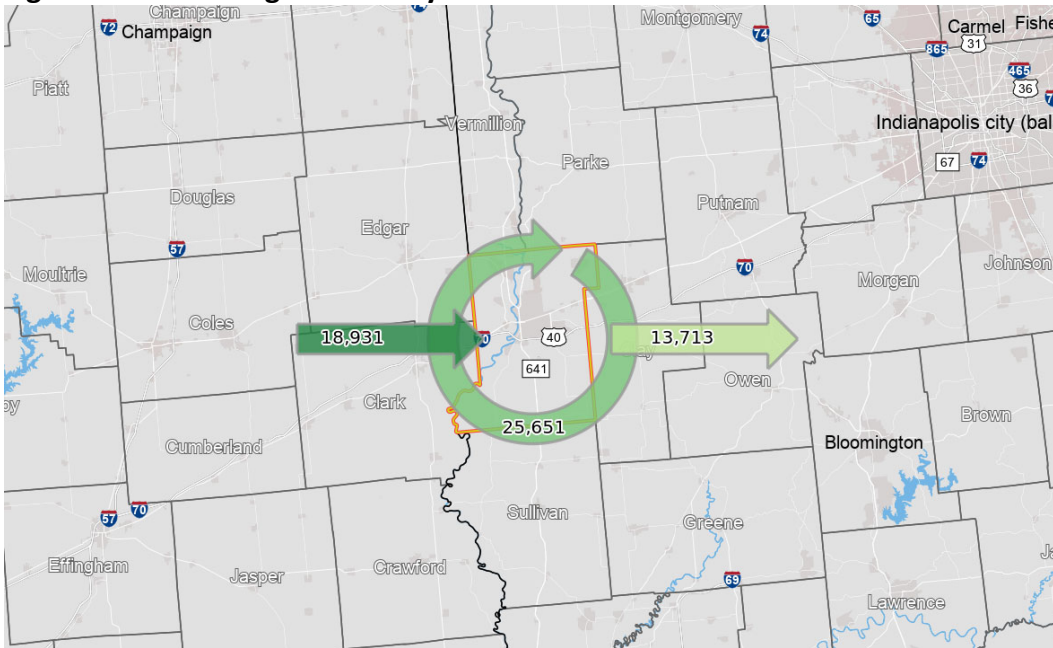 Champaign
Champaign
72
74
Montgomery
65
74
Carmel
Fishe
865
31
465
36
Piatt
Vermillion
Indianapolis city (bal
Parke
67
74
Douglas
Putnam
Edgar
57
70
Moultrie
Morgan
Johnson
Coles
18,931
70
40
13,713
641
Owen
Clark
Brown
25,651
Cumberland
Bloomington
57
70
Sullivan
Greene
Effingham
Jasper
Crawford
69
Lawrence